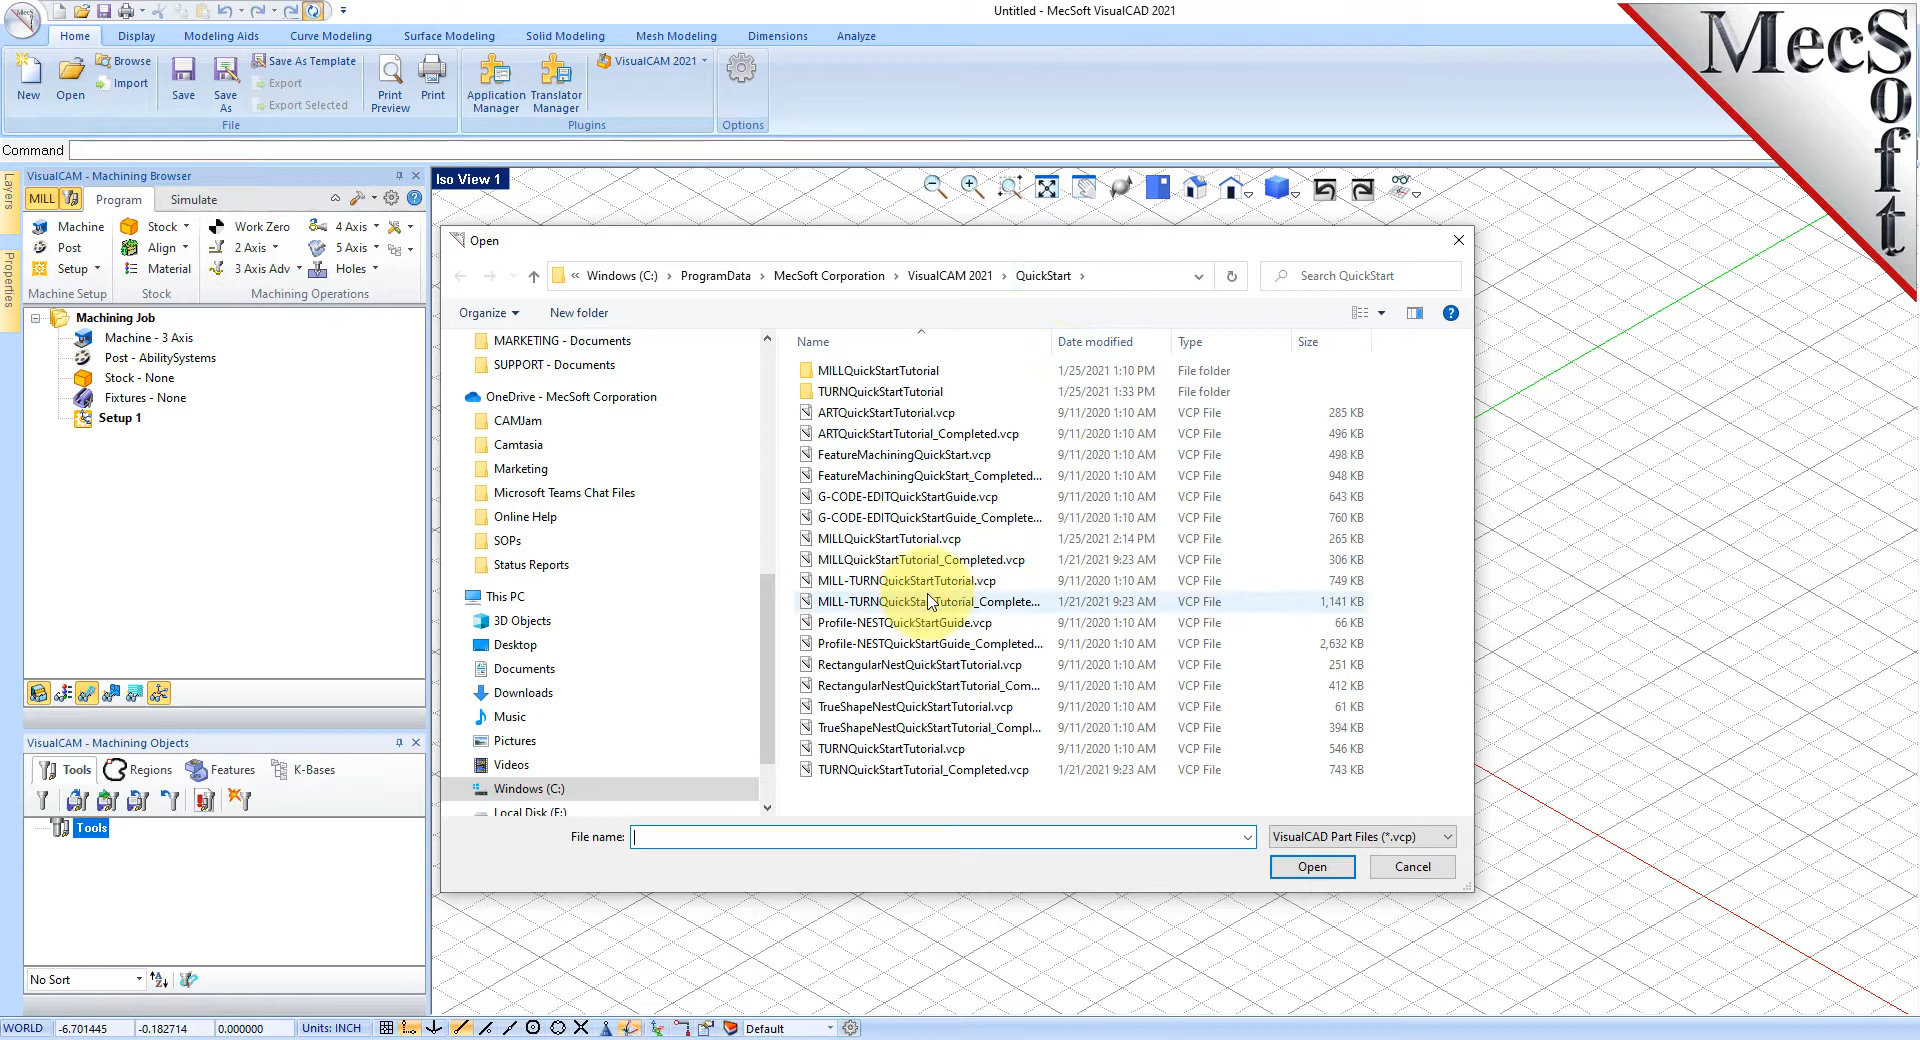 Untitled - MecSoft VisualCAD 2021
Home Display Modeling Aids Curve Modeling Surface Modeling Solid Modeling Mesh Modeling Dimensions Analyze
New Open Browse Import Save Save As Save As Template Export Export Selected Print Preview Print Application Manager Translator Manager VisualCAM 2021
File Plugins Options
MecSoft
Command
Layers
Properties
VisualCAM - Machining Browser
MILL Program Simulate
Machine Stock Work Zero 4 Axis
Post Align 2 Axis 5 Axis
Setup Material 3 Axis Adv Holes
Machine Setup Stock Machining Operations
Machining Job
Machine - 3 Axis
Post - AbilitySystems
Stock - None
Fixtures - None
Setup 1
VisualCAM - Machining Objects
Tools Regions Features K-Bases
Tools
No Sort
Iso View 1
Open
« Windows (C:) › ProgramData › MecSoft Corporation › VisualCAM 2021 › QuickStart ›
Search QuickStart
Organize New folder
MARKETING - Documents
SUPPORT - Documents
OneDrive - MecSoft Corporation
CAMJam
Camtasia
Marketing
Microsoft Teams Chat Files
Online Help
SOPs
Status Reports
This PC
3D Objects
Desktop
Documents
Downloads
Music
Pictures
Videos
Windows (C:)
Local Disk (F:)
Name Date modified Type Size
MILLQuickStartTutorial 1/25/2021 1:10 PM File folder
TURNQuickStartTutorial 1/25/2021 1:33 PM File folder
ARTQuickStartTutorial.vcp 9/11/2020 1:10 AM VCP File 285 KB
ARTQuickStartTutorial_Completed.vcp 9/11/2020 1:10 AM VCP File 496 KB
FeatureMachiningQuickStart.vcp 9/11/2020 1:10 AM VCP File 498 KB
FeatureMachiningQuickStart_Completed... 9/11/2020 1:10 AM VCP File 948 KB
G-CODE-EDITQuickStartGuide.vcp 9/11/2020 1:10 AM VCP File 643 KB
G-CODE-EDITQuickStartGuide_Complete... 9/11/2020 1:10 AM VCP File 760 KB
MILLQuickStartTutorial.vcp 1/25/2021 2:14 PM VCP File 265 KB
MILLQuickStartTutorial_Completed.vcp 1/21/2021 9:23 AM VCP File 306 KB
MILL-TURNQuickStartTutorial.vcp 9/11/2020 1:10 AM VCP File 749 KB
MILL-TURNQuickStartTutorial_Complete... 1/21/2021 9:23 AM VCP File 1,141 KB
Profile-NESTQuickStartGuide.vcp 9/11/2020 1:10 AM VCP File 66 KB
Profile-NESTQuickStartGuide_Completed... 9/11/2020 1:10 AM VCP File 2,632 KB
RectangularNestQuickStartTutorial.vcp 9/11/2020 1:10 AM VCP File 251 KB
RectangularNestQuickStartTutorial_Com... 9/11/2020 1:10 AM VCP File 412 KB
TrueShapeNestQuickStartTutorial.vcp 9/11/2020 1:10 AM VCP File 61 KB
TrueShapeNestQuickStartTutorial_Compl... 9/11/2020 1:10 AM VCP File 394 KB
TURNQuickStartTutorial.vcp 9/11/2020 1:10 AM VCP File 546 KB
TURNQuickStartTutorial_Completed.vcp 1/21/2021 9:23 AM VCP File 743 KB
File name: VisualCAD Part Files (*.vcp)
Open Cancel
WORLD -6.701445 -0.182714 0.000000 Units: INCH Default